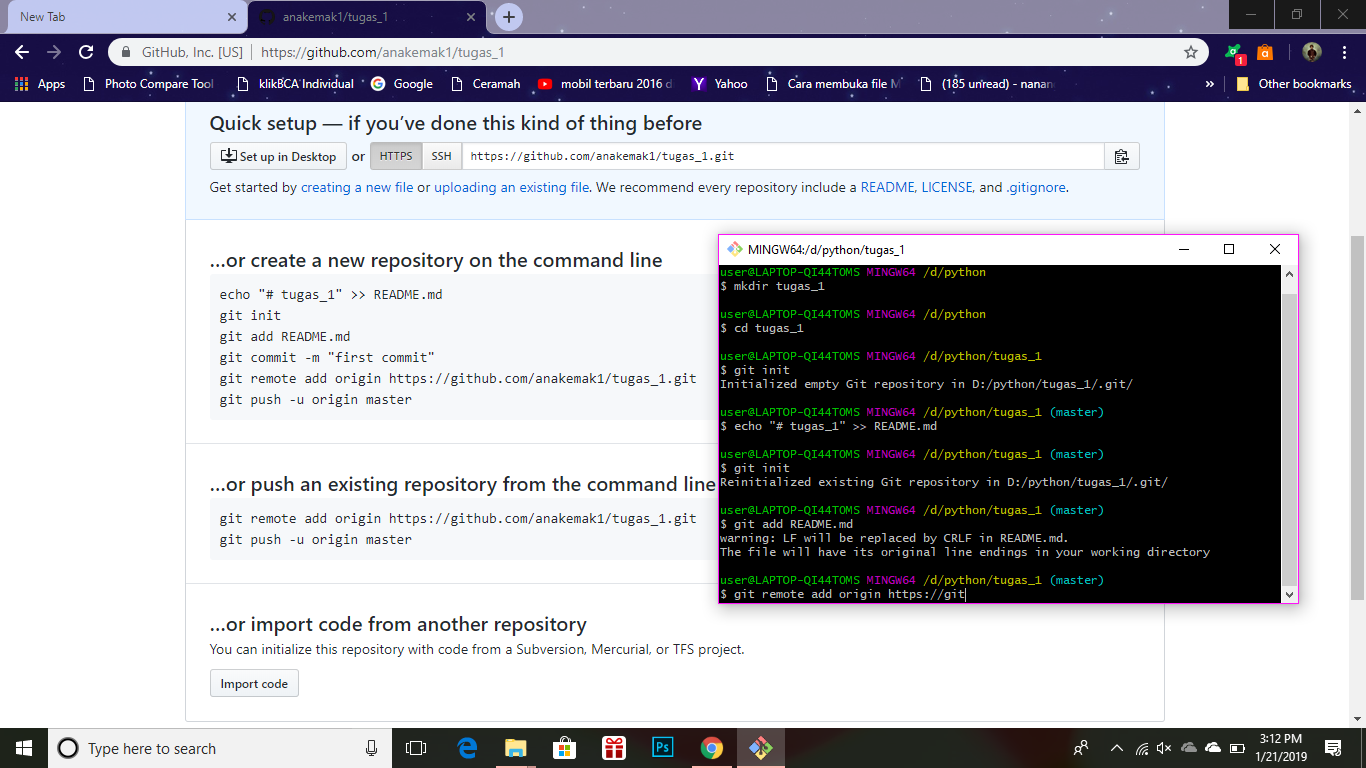 New Tab
anakemak1/tugas_1
GitHub, Inc. [US] | https://github.com/anakemak1/tugas_1
1
Apps Photo Compare Tool klikBCA Individual Google Ceramah mobil terbaru 2016 d Yahoo Cara membuka file M (185 unread) - nanan » Other bookmarks
Quick setup — if you've done this kind of thing before
Set up in Desktop or HTTPS SSH https://github.com/anakemak1/tugas_1.git
Get started by creating a new file or uploading an existing file. We recommend every repository include a README, LICENSE, and .gitignore.
…or create a new repository on the command line
echo "# tugas_1" >> README.md
git init
git add README.md
git commit -m "first commit"
git remote add origin https://github.com/anakemak1/tugas_1.git
git push -u origin master
…or push an existing repository from the command line
git remote add origin https://github.com/anakemak1/tugas_1.git
git push -u origin master
…or import code from another repository
You can initialize this repository with code from a Subversion, Mercurial, or TFS project.
Import code
MINGW64:/d/python/tugas_1
user@LAPTOP-QI44TOMS MINGW64 /d/python
$ mkdir tugas_1
user@LAPTOP-QI44TOMS MINGW64 /d/python
$ cd tugas_1
user@LAPTOP-QI44TOMS MINGW64 /d/python/tugas_1
$ git init
Initialized empty Git repository in D:/python/tugas_1/.git/
user@LAPTOP-QI44TOMS MINGW64 /d/python/tugas_1 (master)
$ echo "# tugas_1" >> README.md
user@LAPTOP-QI44TOMS MINGW64 /d/python/tugas_1 (master)
$ git init
Reinitialized existing Git repository in D:/python/tugas_1/.git/
user@LAPTOP-QI44TOMS MINGW64 /d/python/tugas_1 (master)
$ git add README.md
warning: LF will be replaced by CRLF in README.md.
The file will have its original line endings in your working directory
user@LAPTOP-QI44TOMS MINGW64 /d/python/tugas_1 (master)
$ git remote add origin https://git
Type here to search
Ps
3:12 PM
1/21/2019